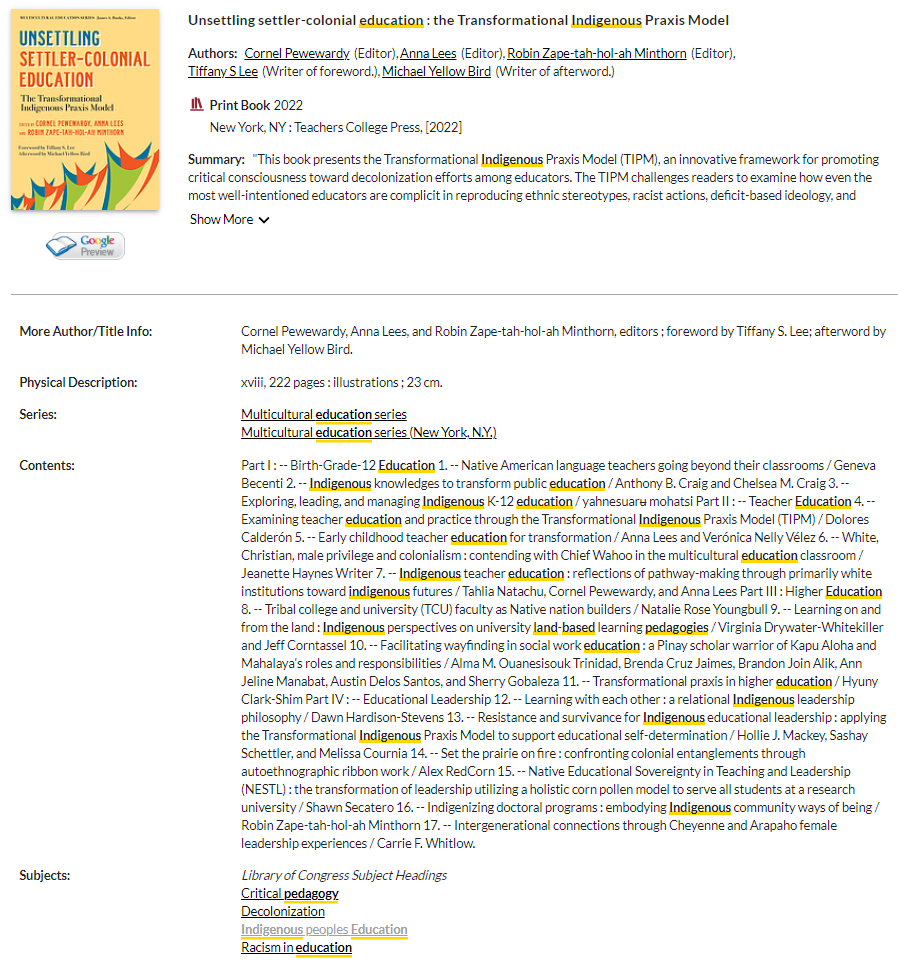 MULTICULTURAL EDUCATION SERIES James A. Banks, Editor
UNSETTLING
SETTLER-COLONIAL
EDUCATION
The Transformational
Indigenous Praxis Model
EDITED BY CORNEL PEWEWARDY, ANNA LEES
AND ROBIN ZAPE-TAH-HOL-AH MINTHORN
Foreword by Tiffany S. Lee
Afterword by Michael Yellow Bird
Google
Preview
Unsettling settler-colonial education : the Transformational Indigenous Praxis Model
Authors: Cornel Pewewardy (Editor), Anna Lees (Editor), Robin Zape-tah-hol-ah Minthorn (Editor),
Tiffany S Lee (Writer of foreword.), Michael Yellow Bird (Writer of afterword.)
Print Book 2022
New York, NY : Teachers College Press, [2022]
Summary: "This book presents the Transformational Indigenous Praxis Model (TIPM), an innovative framework for promoting
critical consciousness toward decolonization efforts among educators. The TIPM challenges readers to examine how even the
most well-intentioned educators are complicit in reproducing ethnic stereotypes, racist actions, deficit-based ideology, and
Show More
More Author/Title Info: Cornel Pewewardy, Anna Lees, and Robin Zape-tah-hol-ah Minthorn, editors ; foreword by Tiffany S. Lee; afterword by
Michael Yellow Bird.
Physical Description: xviii, 222 pages : illustrations ; 23 cm.
Series: Multicultural education series
Multicultural education series (New York, N.Y.)
Contents: Part I : -- Birth-Grade-12 Education 1. -- Native American language teachers going beyond their classrooms / Geneva
Becenti 2. -- Indigenous knowledges to transform public education / Anthony B. Craig and Chelsea M. Craig 3. --
Exploring, leading, and managing Indigenous K-12 education / yahnesuaru mohatsi Part II : -- Teacher Education 4. --
Examining teacher education and practice through the Transformational Indigenous Praxis Model (TIPM) / Dolores
Calderón 5. -- Early childhood teacher education for transformation / Anna Lees and Verónica Nelly Vélez 6. -- White,
Christian, male privilege and colonialism : contending with Chief Wahoo in the multicultural education classroom /
Jeanette Haynes Writer 7. -- Indigenous teacher education : reflections of pathway-making through primarily white
institutions toward indigenous futures / Tahlia Natachu, Cornel Pewewardy, and Anna Lees Part III : Higher Education
8. -- Tribal college and university (TCU) faculty as Native nation builders / Natalie Rose Youngbull 9. -- Learning on and
from the land : Indigenous perspectives on university land-based learning pedagogies / Virginia Drywater-Whitekiller
and Jeff Corntassel 10. -- Facilitating wayfinding in social work education : a Pinay scholar warrior of Kapu Aloha and
Mahalaya's roles and responsibilities / Alma M. Ouanesisouk Trinidad, Brenda Cruz Jaimes, Brandon Join Alik, Ann
Jeline Manabat, Austin Delos Santos, and Sherry Gobaleza 11. -- Transformational praxis in higher education / Hyuny
Clark-Shim Part IV : -- Educational Leadership 12. -- Learning with each other : a relational Indigenous leadership
philosophy / Dawn Hardison-Stevens 13. -- Resistance and survivance for Indigenous educational leadership : applying
the Transformational Indigenous Praxis Model to support educational self-determination / Hollie J. Mackey, Sashay
Schettler, and Melissa Cournia 14. -- Set the prairie on fire : confronting colonial entanglements through
autoethnographic ribbon work / Alex RedCorn 15. -- Native Educational Sovereignty in Teaching and Leadership
(NESTL) : the transformation of leadership utilizing a holistic corn pollen model to serve all students at a research
university / Shawn Secatero 16. -- Indigenizing doctoral programs : embodying Indigenous community ways of being /
Robin Zape-tah-hol-ah Minthorn 17. -- Intergenerational connections through Cheyenne and Arapaho female
leadership experiences / Carrie F. Whitlow.
Subjects: Library of Congress Subject Headings
Critical pedagogy
Decolonization
Indigenous peoples Education
Racism in education